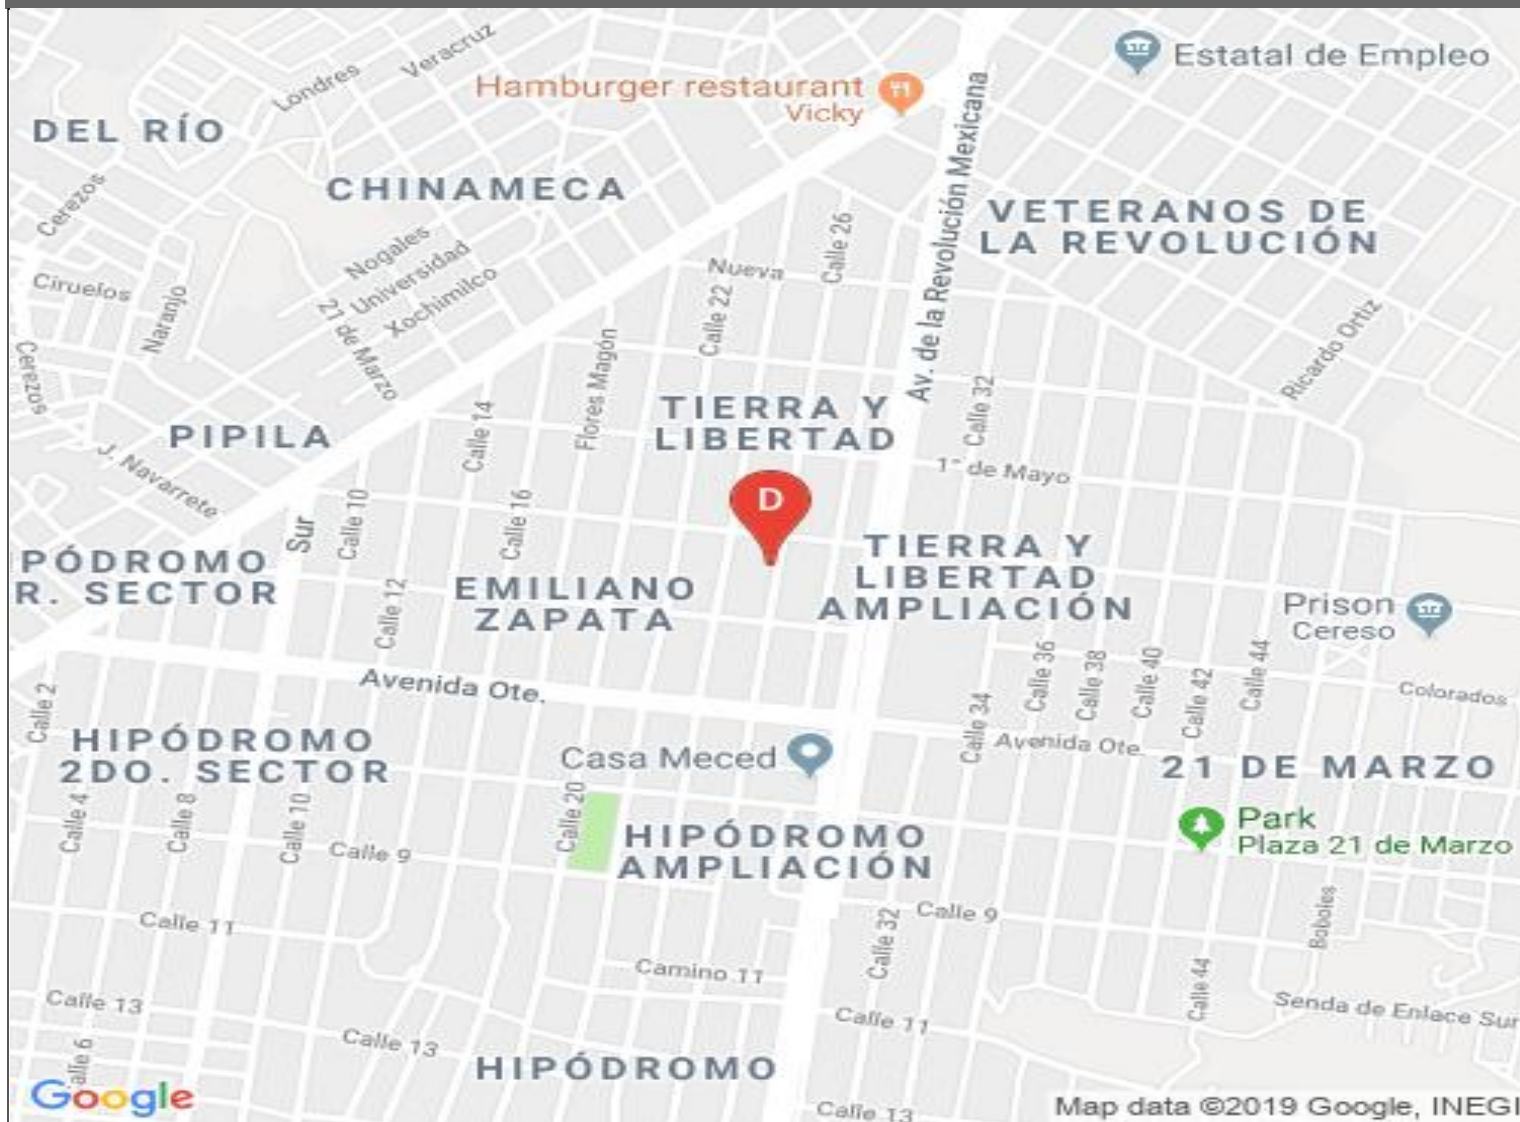 Veracruz
Estatal de Empleo
Londres
Hamburger restaurant
Vicky
DEL RÍO
CHINAMECA
Av. de la Revolución Mexicana
Cerezos
VETERANOS DE
LA REVOLUCIÓN
Nogales
Calle 26
Universidad
Nueva
Ciruelos
Xochimilco
Naranjo
21 de Marzo
Calle 22
Ricardo Ortiz
Cerezos
Flores Magón
Calle 32
TIERRA Y
LIBERTAD
Calle 14
PIPILA
J. Navarrete
1° de Mayo
D
Calle 10
Calle 16
Sur
PÓDROMO
R. SECTOR
TIERRA Y
LIBERTAD
AMPLIACIÓN
EMILIANO
ZAPATA
Calle 12
Prison
Cereso
Calle 36
Calle 38
Calle 40
Calle 42
Calle 44
Avenida Ote.
Colorados
Calle 2
Calle 34
Avenida Ote
HIPÓDROMO
2DO. SECTOR
Casa Meced
21 DE MARZO
Calle 4
Calle 8
Calle 10
Calle 20
Park
Plaza 21 de Marzo
HIPÓDROMO
AMPLIACIÓN
Calle 9
Calle 9
Boboles
Calle 11
Calle 32
Camino 11
Calle 44
Calle 13
Senda de Enlace Sur
Calle 11
Calle 13
alle 6
HIPÓDROMO
Google
Calle 13
Map data ©2019 Google, INEGI